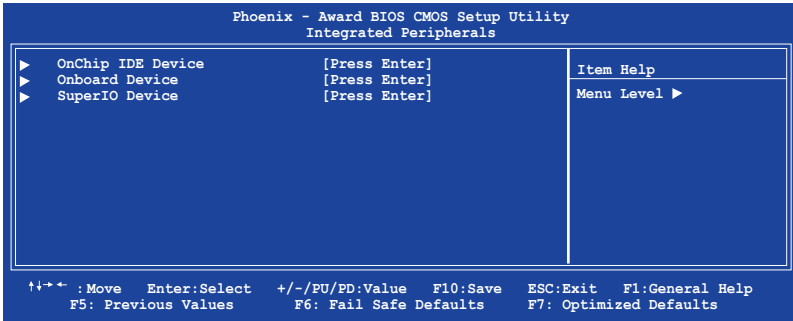 Phoenix - Award BIOS CMOS Setup Utility
Integrated Peripherals
▶ OnChip IDE Device [Press Enter]
▶ Onboard Device [Press Enter]
▶ SuperIO Device [Press Enter]
Item Help
Menu Level ▶
↑↓→← :Move Enter:Select +/-/PU/PD:Value F10:Save ESC:Exit F1:General Help
F5: Previous Values F6: Fail Safe Defaults F7: Optimized Defaults